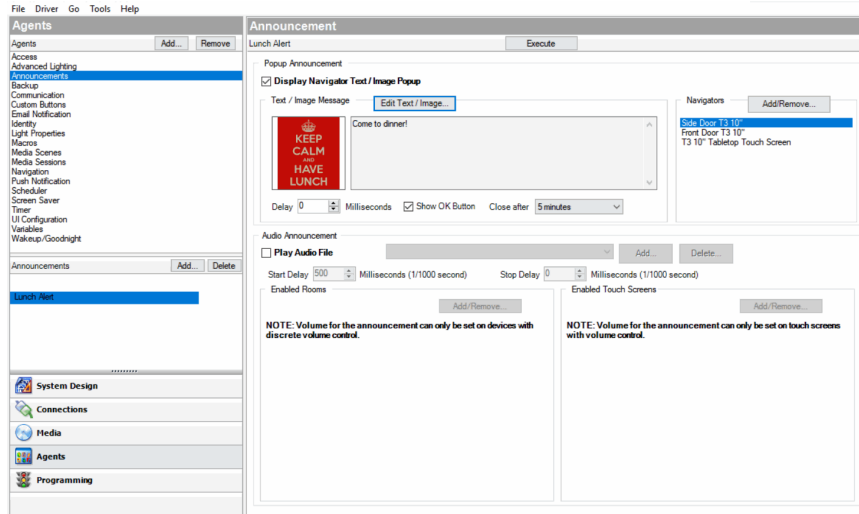 File Driver Go Tools Help
Agents
Agents Add... Remove
Access
Advanced Lighting
Announcements
Backup
Communication
Custom Buttons
Email Notification
Identity
Light Properties
Macros
Media Scenes
Media Sessions
Navigation
Push Notification
Scheduler
Screen Saver
Timer
UI Configuration
Variables
Wakeup/Goodnight
Announcements Add... Delete
Lunch Alert
System Design
Connections
Media
Agents
Programming
Announcement
Lunch Alert Execute
Popup Announcement
Display Navigator Text / Image Popup
Text / Image Message Edit Text / Image...
KEEP
CALM
AND
HAVE
LUNCH
Come to dinner!
Delay 0 Milliseconds Show OK Button Close after 5 minutes
Navigators Add/Remove...
Side Door T3 10"
Front Door T3 10"
T3 10" Tabletop Touch Screen
Audio Announcement
Play Audio File Add... Delete...
Start Delay 500 Milliseconds (1/1000 second) Stop Delay 0 Milliseconds (1/1000 second)
Enabled Rooms
Add/Remove...
NOTE: Volume for the announcement can only be set on devices with
discrete volume control.
Enabled Touch Screens
Add/Remove...
NOTE: Volume for the announcement can only be set on touch screens
with volume control.